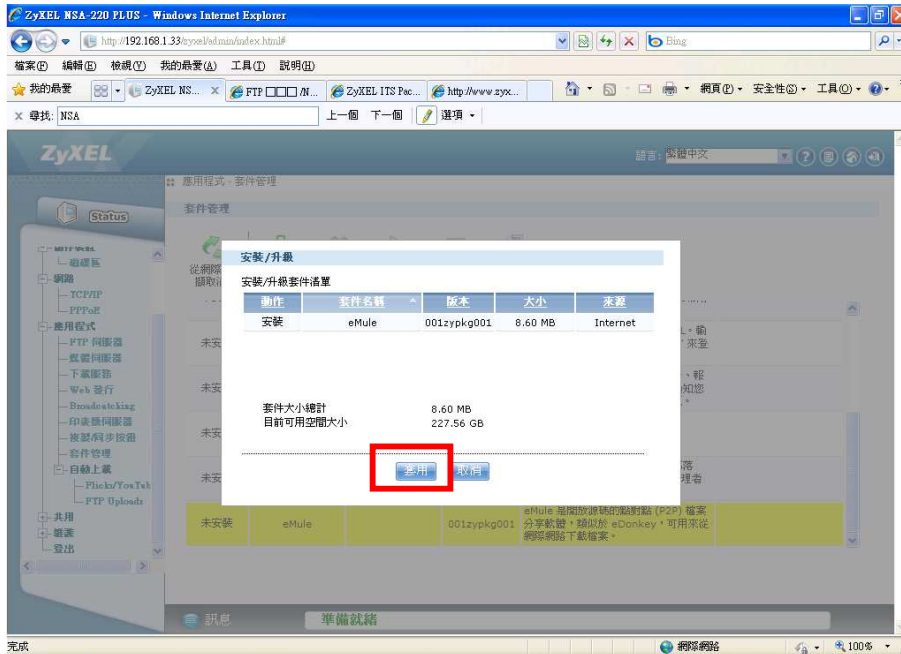 ZyXEL NSA-220 PLUS - Windows Internet Explorer
http://192.168.1.33/zyxel/admin/index.html#
Bing
檔案(F) 編輯(E) 檢視(V) 我的最愛(A) 工具(T) 說明(H)
我的最愛 ZyXEL NS... FTP □□□ /N... ZyXEL ITS Pac... http://www.zyx... 網頁(P) 安全性(S) 工具(O)
尋找: NSA 上一個 下一個 選項
ZyXEL
語言: 繁體中文
應用程式 - 套件管理
Status
套件管理
磁碟區
網路
TCP/IP
PPPoE
應用程式
FTP 伺服器
媒體伺服器
下載服務
Web 發行
Broadcatching
印表機伺服器
複製/同步按鈕
套件管理
自動上載
Flickr/YouTub
FTP Uploads
共用
維護
登出
從網際
安裝/升級
安裝/升級套件清單
動作 套件名稱 版本 大小 來源
安裝 eMule 001zypkg001 8.60 MB Internet
套件大小總計 8.60 MB
目前可用空間大小 227.56 GB
套用 取消
未安
未安
未安
未安
未安裝 eMule 001zypkg001 eMule 是開放源碼的點對點 (P2P) 檔案
分享軟體，類似於 eDonkey，可用來從
網際網路下載檔案。
訊息 準備就緒
完成 網際網路 100%